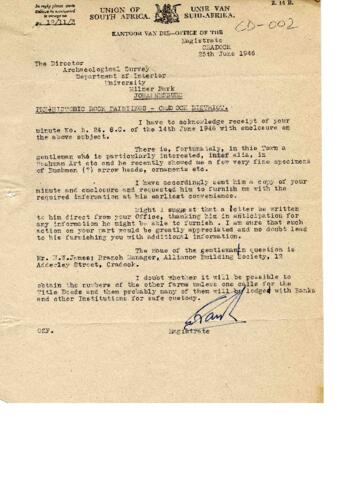 In reply please
UNION OF
SOUTH AFRICA.
UNIE VAN
SUID-AFRIKA.
CD-002
KANTOOR VAN DIE-OFFICE OF THE
Magistrate
CRADOCK
25th June 1946.
The Director
Archaeological Survey
Department of Interior
University
Milner Park
JOHANNESBURG
PRE-HISTORIC ROCK PAINTINGS - CRADOCK DISTRICT.
I have to acknowledge receipt of your
minute No. h. 24. S.C. of the 14th June 1946 with enclosure on
the above subject.
There is, fortunately, in this Town a
gentleman who is particularly interested, inter alia, in
Bushman Art etc and he recently showed me a few very fine specimens
of Bushmen (?) arrow heads, ornaments etc.
I have accordingly sent him a copy of your
minute and enclosure and requested him to furnish me with the
required information at his earliest convenience.
Might I suggest that a letter be written
to him direct from your Office, thanking him in anticipation for
any information he might be able to furnish. I am sure that such
action on your part would be greatly appreciated and no doubt lead
to his furnishing you with additional information.
The Name of the gentleman in question is
James; Branch Manager, Alliance Building Society, 12
Adderley Street, Cradock.
I doubt whether it will be possible to
obtain the numbers of the other farms unless one calls for the
Title Deeds and then probably many of them will be lodged with Banks
and other Institutions for safe custody.
Magistrate